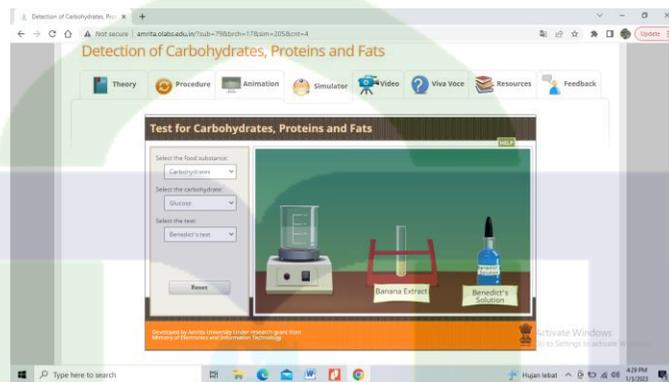 Detection of Carbohydrates, Pro
Not secure | amrita.olabs.edu.in/?sub=79&brch=17&sim=205&cnt=4
Update
Detection of Carbohydrates, Proteins and Fats
Theory
Procedure
Animation
Simulator
Video
Viva Voce
Resources
Feedback
Test for Carbohydrates, Proteins and Fats
HELP
Select the food substance:
Carbohydrates
Select the carbohydrate:
Glucose
Select the test:
Benedict's test
Reset
Banana Extract
Benedict's
Solution
Benedict's
Solution
Developed by Amrita University Under research grant from
Ministry of Electronics and Information Technology
Activate Windows
Go to Settings to activate
Type here to search
Hujan lebat
4:29 PM
1/3/2023